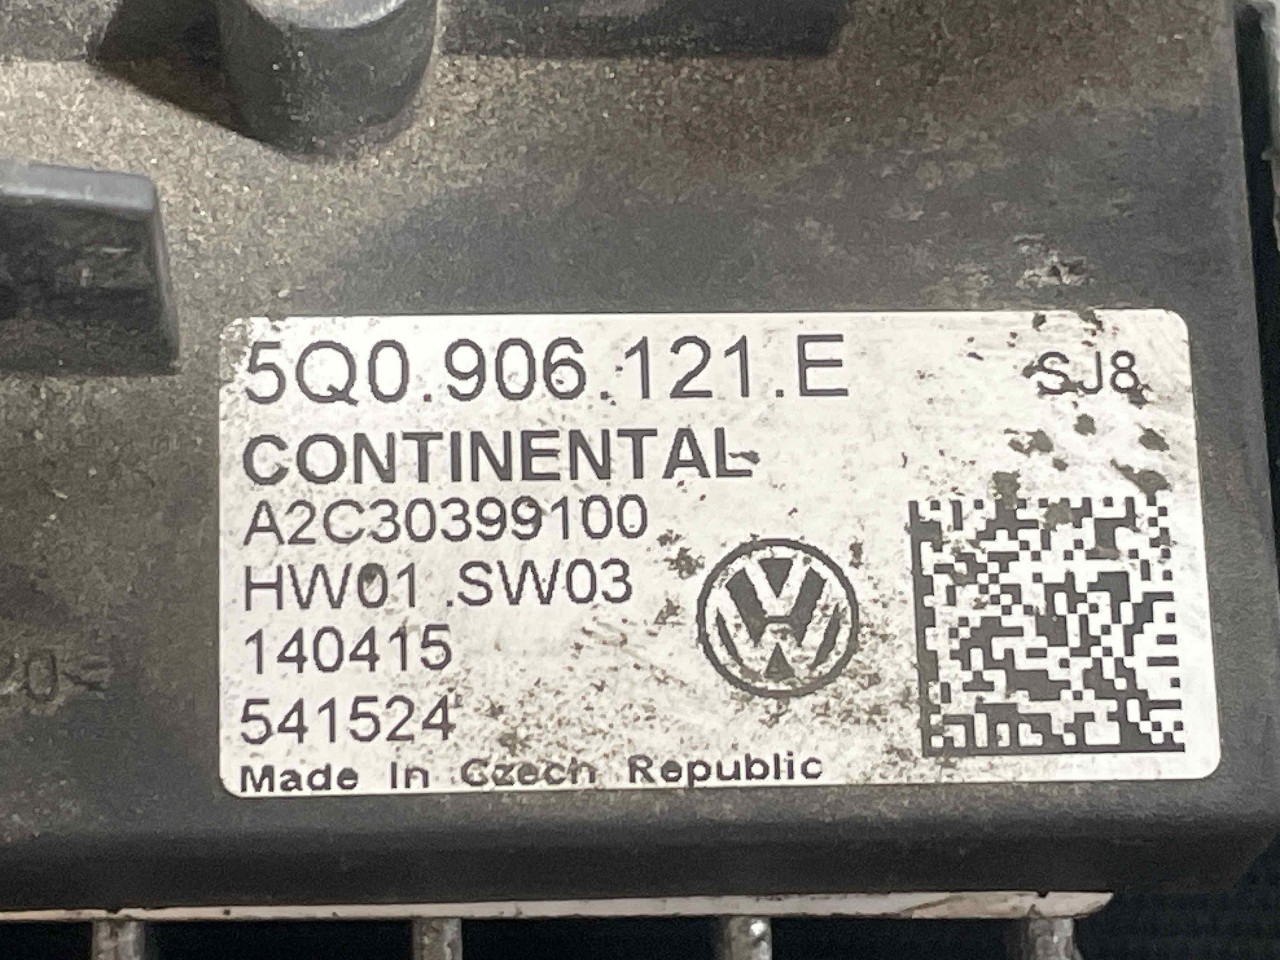 5Q0.906.121.E SJ8
CONTINENTAL
A2C30399100
HW01 .SW03
140415
541524
Made In Czech Republic